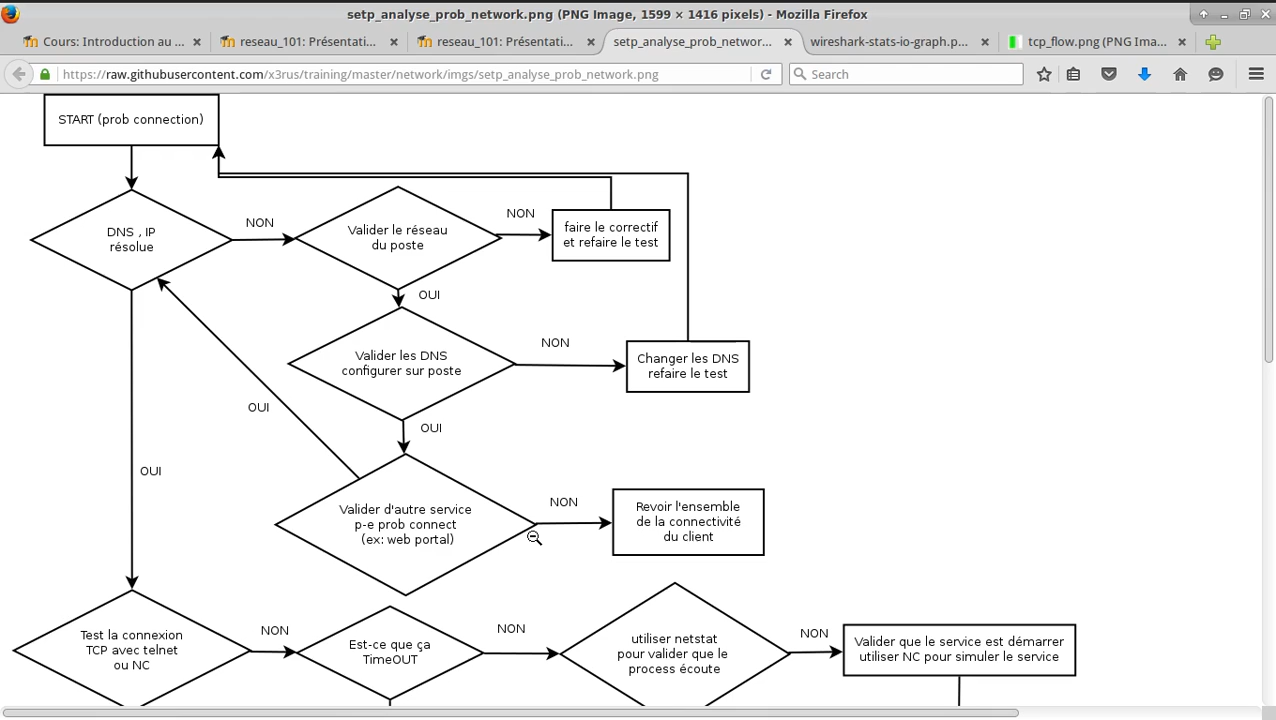 setp_analyse_prob_network.png (PNG Image, 1599 × 1416 pixels) - Mozilla Firefox
Cours: Introduction au ...
reseau_101: Présentati...
reseau_101: Présentati...
setp_analyse_prob_networ...
wireshark-stats-io-graph.p...
tcp_flow.png (PNG Ima...
https://raw.githubusercontent.com/x3rus/training/master/network/imgs/setp_analyse_prob_network.png
Search
START (prob connection)
DNS , IP
résolue
NON
Valider le réseau
du poste
NON
faire le correctif
et refaire le test
OUI
Valider les DNS
configurer sur poste
NON
Changer les DNS
refaire le test
OUI
OUI
OUI
Valider d'autre service
p-e prob connect
(ex: web portal)
NON
Revoir l'ensemble
de la connectivité
du client
Test la connexion
TCP avec telnet
ou NC
NON
Est-ce que ça
TimeOUT
NON
utiliser netstat
pour valider que le
process écoute
NON
Valider que le service est démarrer
utiliser NC pour simuler le service